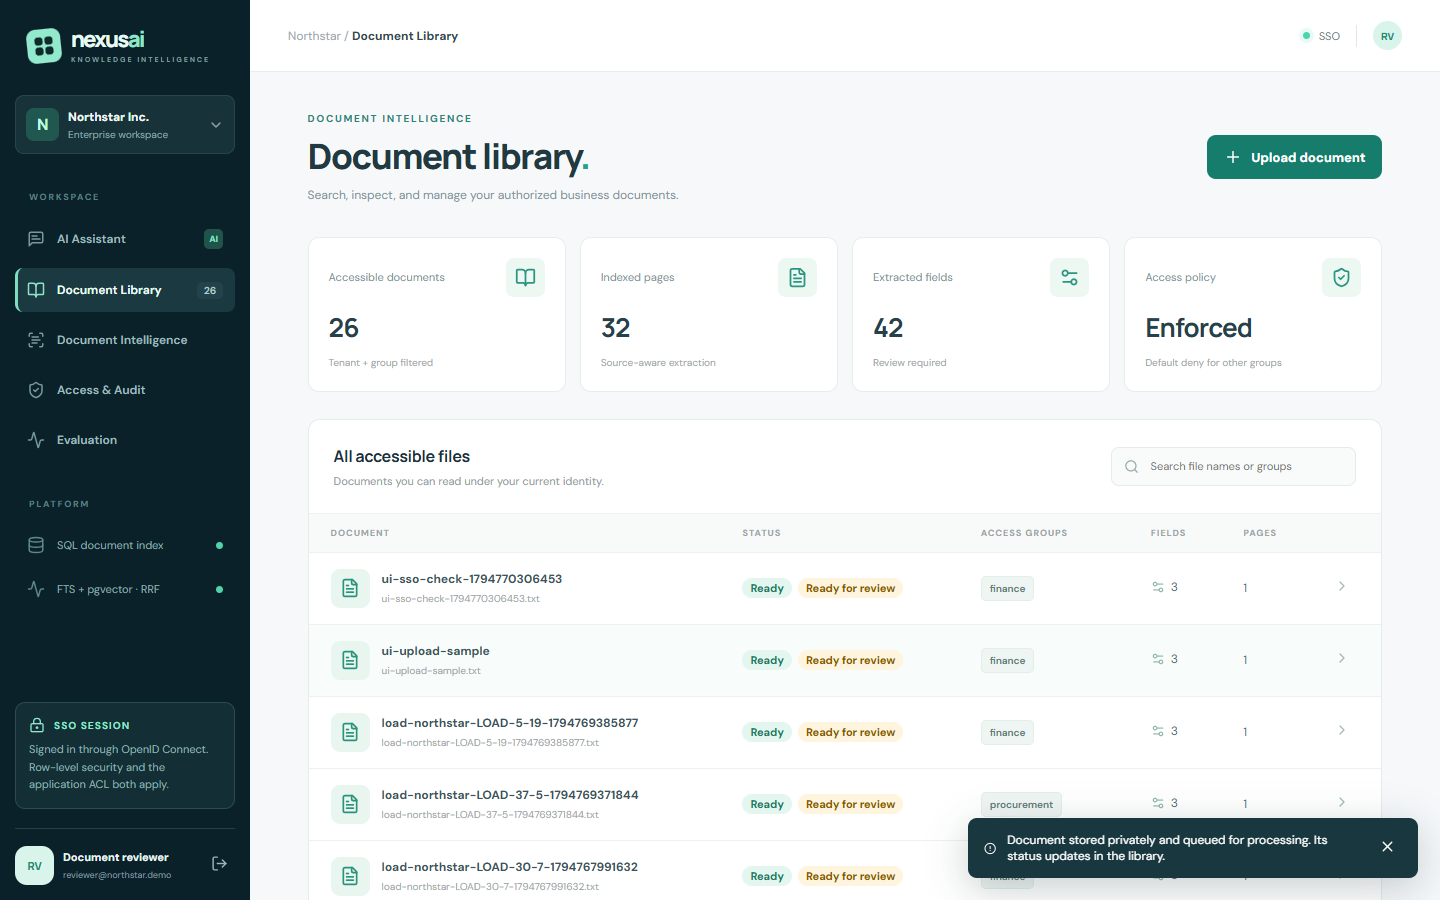 nexusai
KNOWLEDGE INTELLIGENCE
N
Northstar Inc.
Enterprise workspace
WORKSPACE
AI Assistant
AI
Document Library
26
Document Intelligence
Access & Audit
Evaluation
PLATFORM
SQL document index
FTS + pgvector · RRF
SSO SESSION
Signed in through OpenID Connect.
Row-level security and the
application ACL both apply.
RV
Document reviewer
reviewer@northstar.demo
Northstar / Document Library
SSO
RV
DOCUMENT INTELLIGENCE
Document library.
Search, inspect, and manage your authorized business documents.
Upload document
Accessible documents
26
Tenant + group filtered
Indexed pages
32
Source-aware extraction
Extracted fields
42
Review required
Access policy
Enforced
Default deny for other groups
All accessible files
Documents you can read under your current identity.
Search file names or groups
DOCUMENT STATUS ACCESS GROUPS FIELDS PAGES
ui-sso-check-1794770306453
ui-sso-check-1794770306453.txt
Ready Ready for review finance 3 1
ui-upload-sample
ui-upload-sample.txt
Ready Ready for review finance 3 1
load-northstar-LOAD-5-19-1794769385877
load-northstar-LOAD-5-19-1794769385877.txt
Ready Ready for review finance 3 1
load-northstar-LOAD-37-5-1794769371844
load-northstar-LOAD-37-5-1794769371844.txt
Ready Ready for review procurement 3 1
load-northstar-LOAD-30-7-1794767991632
load-northstar-LOAD-30-7-1794767991632.txt
Ready Ready for review
Document stored privately and queued for processing. Its
status updates in the library.